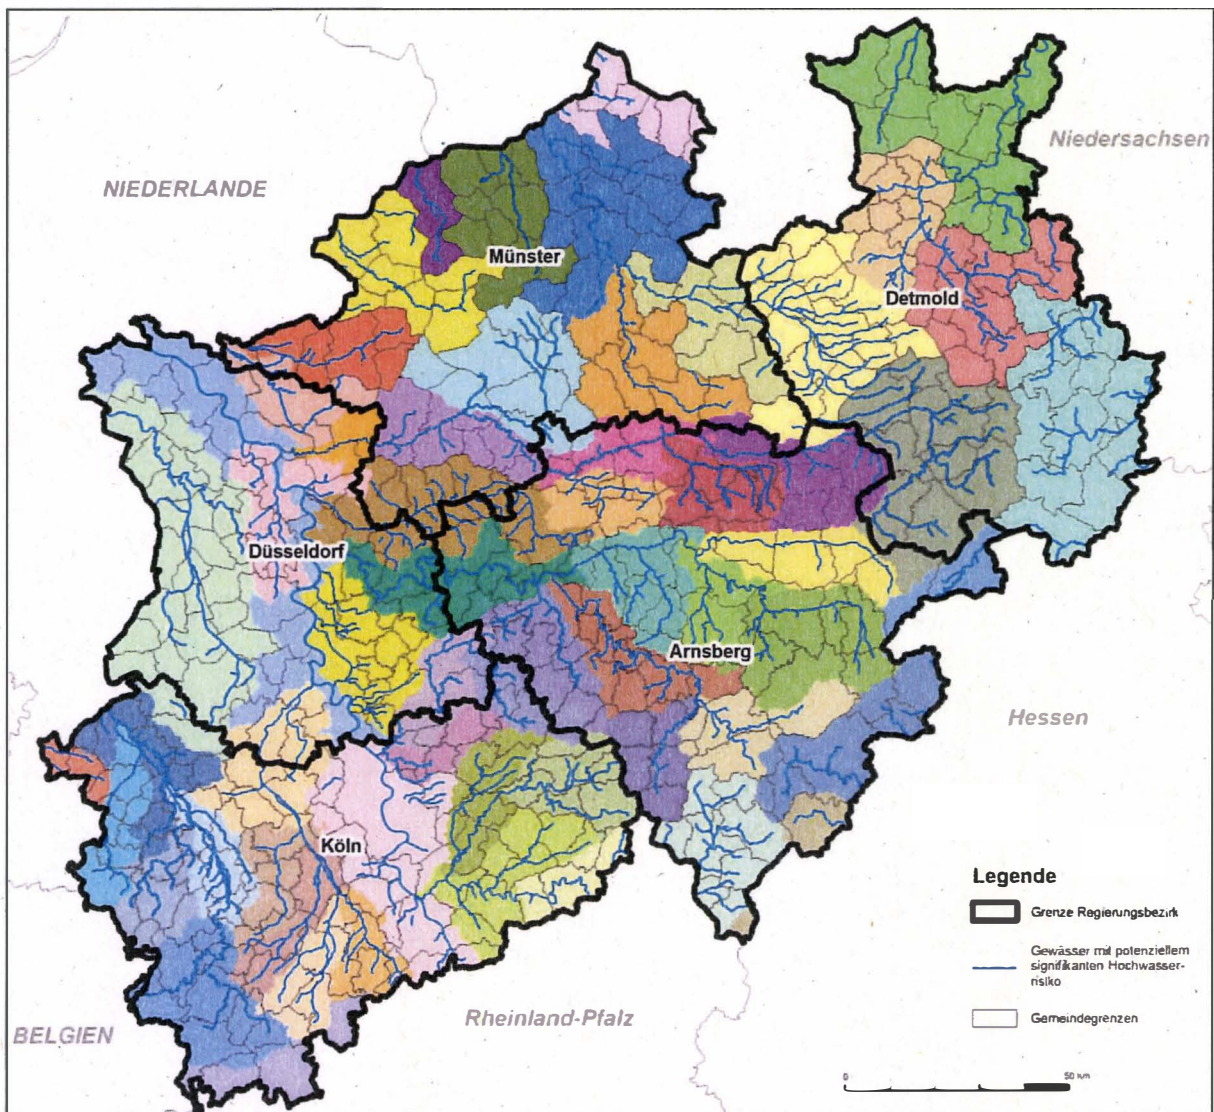 Niedersachsen
NIEDERLANDE
Münster
Detmold
Düsseldorf
Arnsberg
Hessen
Köln
Legende
Grenze Regierungsbezirk
Gewässer mit potenziellem
signifikanten Hochwasser-
risiko
Rheinland-Pfalz
Gemeindegrenzen
BELGIEN
0
50 km